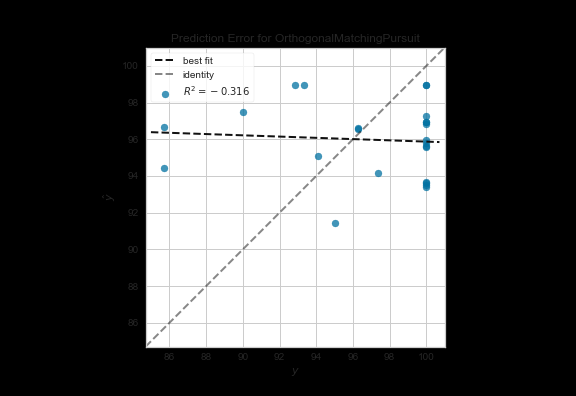 Prediction Error for OrthogonalMatchingPursuit
best fit
identity
R² = −0.316
100
98
96
94
92
90
88
86
ŷ
86
88
90
92
94
96
98
100
y